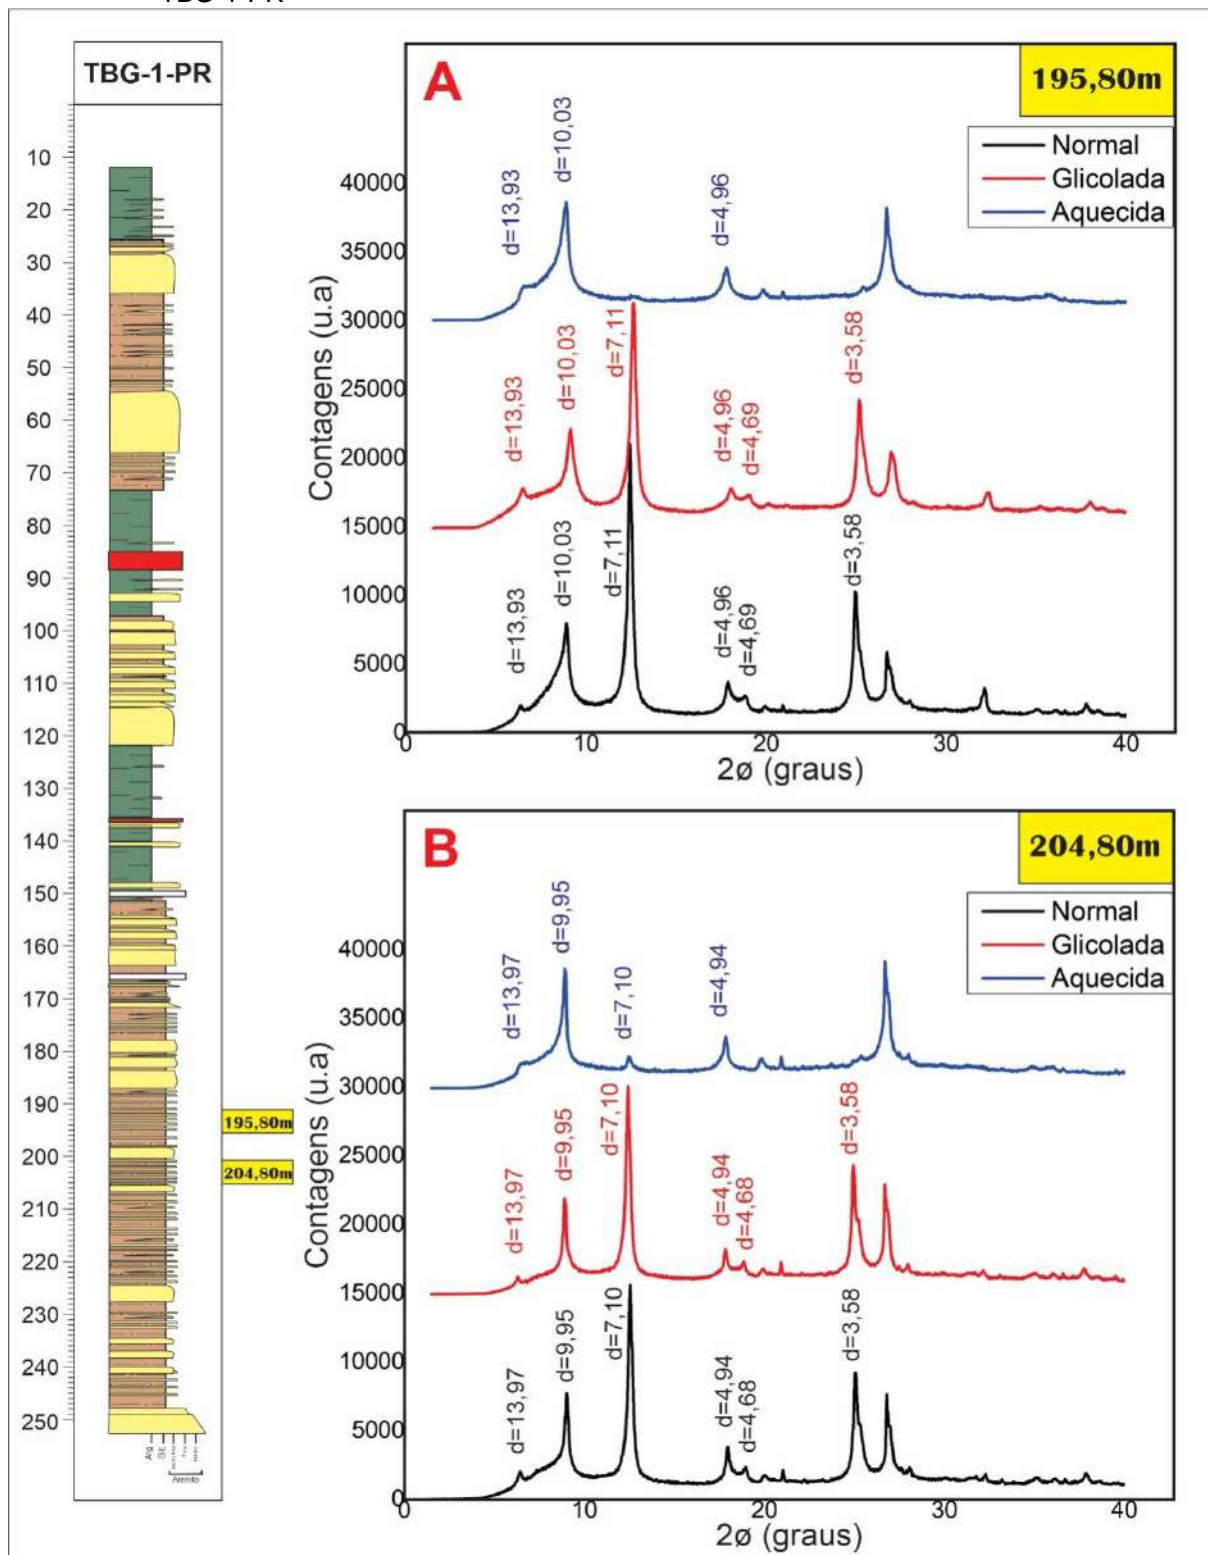 TBG-1-PR
TBG-1-PR
10
20
30
40
50
60
70
80
90
100
110
120
130
140
150
160
170
180
190
200
210
220
230
240
250
Arg
Arenito
195,80m
204,80m
A
195,80m
Normal
Glicolada
Aquecida
Contagens (u.a)
40000
35000
30000
25000
20000
15000
10000
5000
0
d=13,93
d=10,03
d=4,96
d=13,93
d=10,03
d=7,11
d=4,96
d=4,69
d=3,58
d=13,93
d=10,03
d=7,11
d=4,96
d=4,69
d=3,58
0
10
20
30
40
2ø (graus)
B
204,80m
Normal
Glicolada
Aquecida
Contagens (u.a)
40000
35000
30000
25000
20000
15000
10000
5000
0
d=13,97
d=9,95
d=7,10
d=4,94
d=13,97
d=9,95
d=7,10
d=4,94
d=4,68
d=3,58
d=13,97
d=9,95
d=7,10
d=4,94
d=4,68
d=3,58
0
10
20
30
40
2ø (graus)